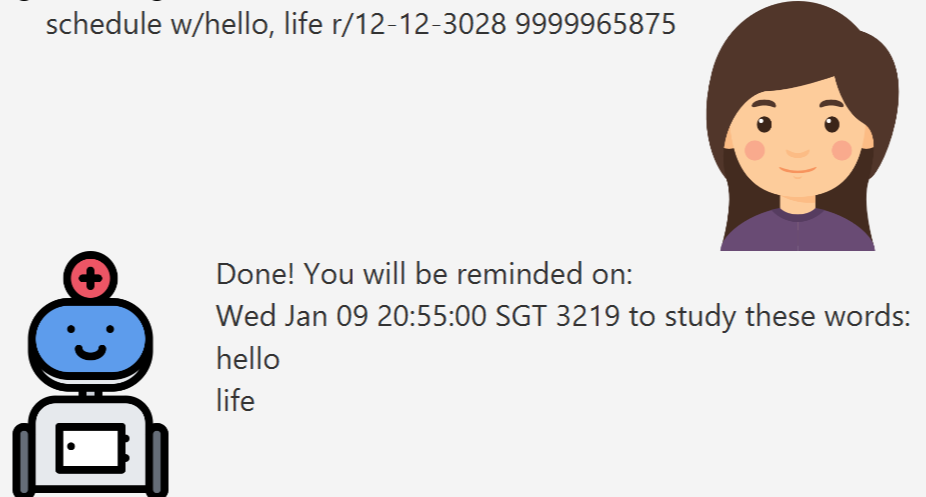 schedule w/hello, life r/12-12-3028 9999965875
Done! You will be reminded on:
Wed Jan 09 20:55:00 SGT 3219 to study these words:
hello
life